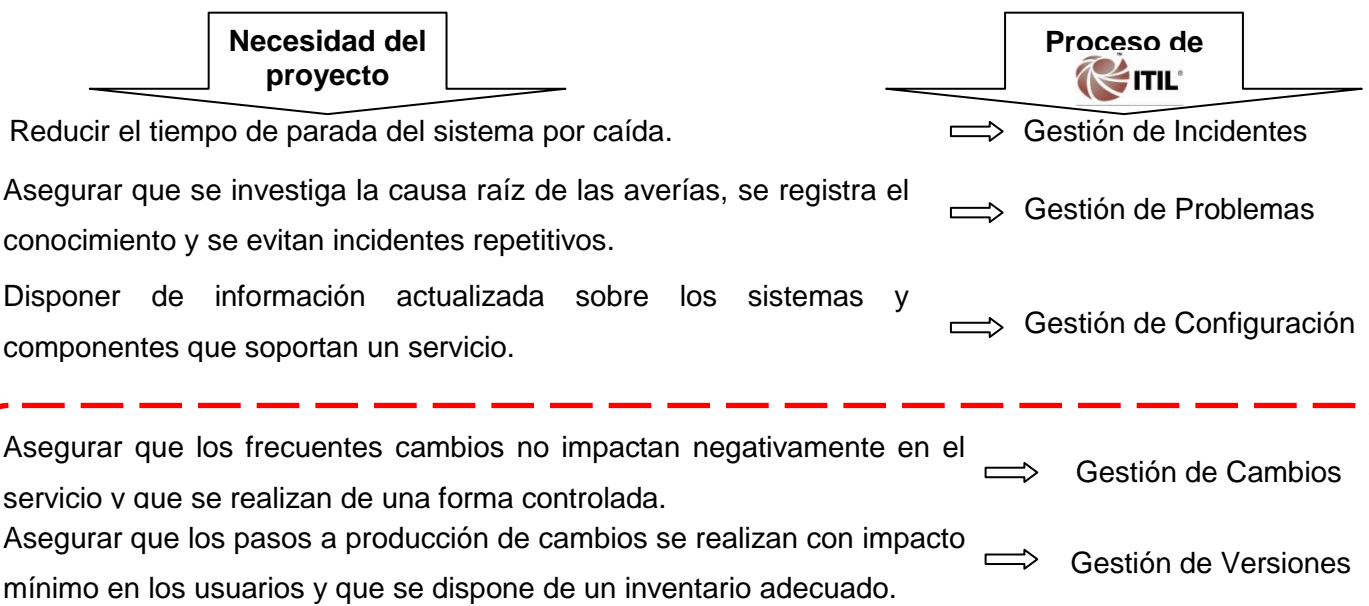 Necesidad del
proyecto
Proceso de
ITIL®
Reducir el tiempo de parada del sistema por caída.
Gestión de Incidentes
Asegurar que se investiga la causa raíz de las averías, se registra el
conocimiento y se evitan incidentes repetitivos.
Gestión de Problemas
Disponer de información actualizada sobre los sistemas y
componentes que soportan un servicio.
Gestión de Configuración
Asegurar que los frecuentes cambios no impactan negativamente en el
servicio y que se realizan de una forma controlada.
Gestión de Cambios
Asegurar que los pasos a producción de cambios se realizan con impacto
mínimo en los usuarios y que se dispone de un inventario adecuado.
Gestión de Versiones